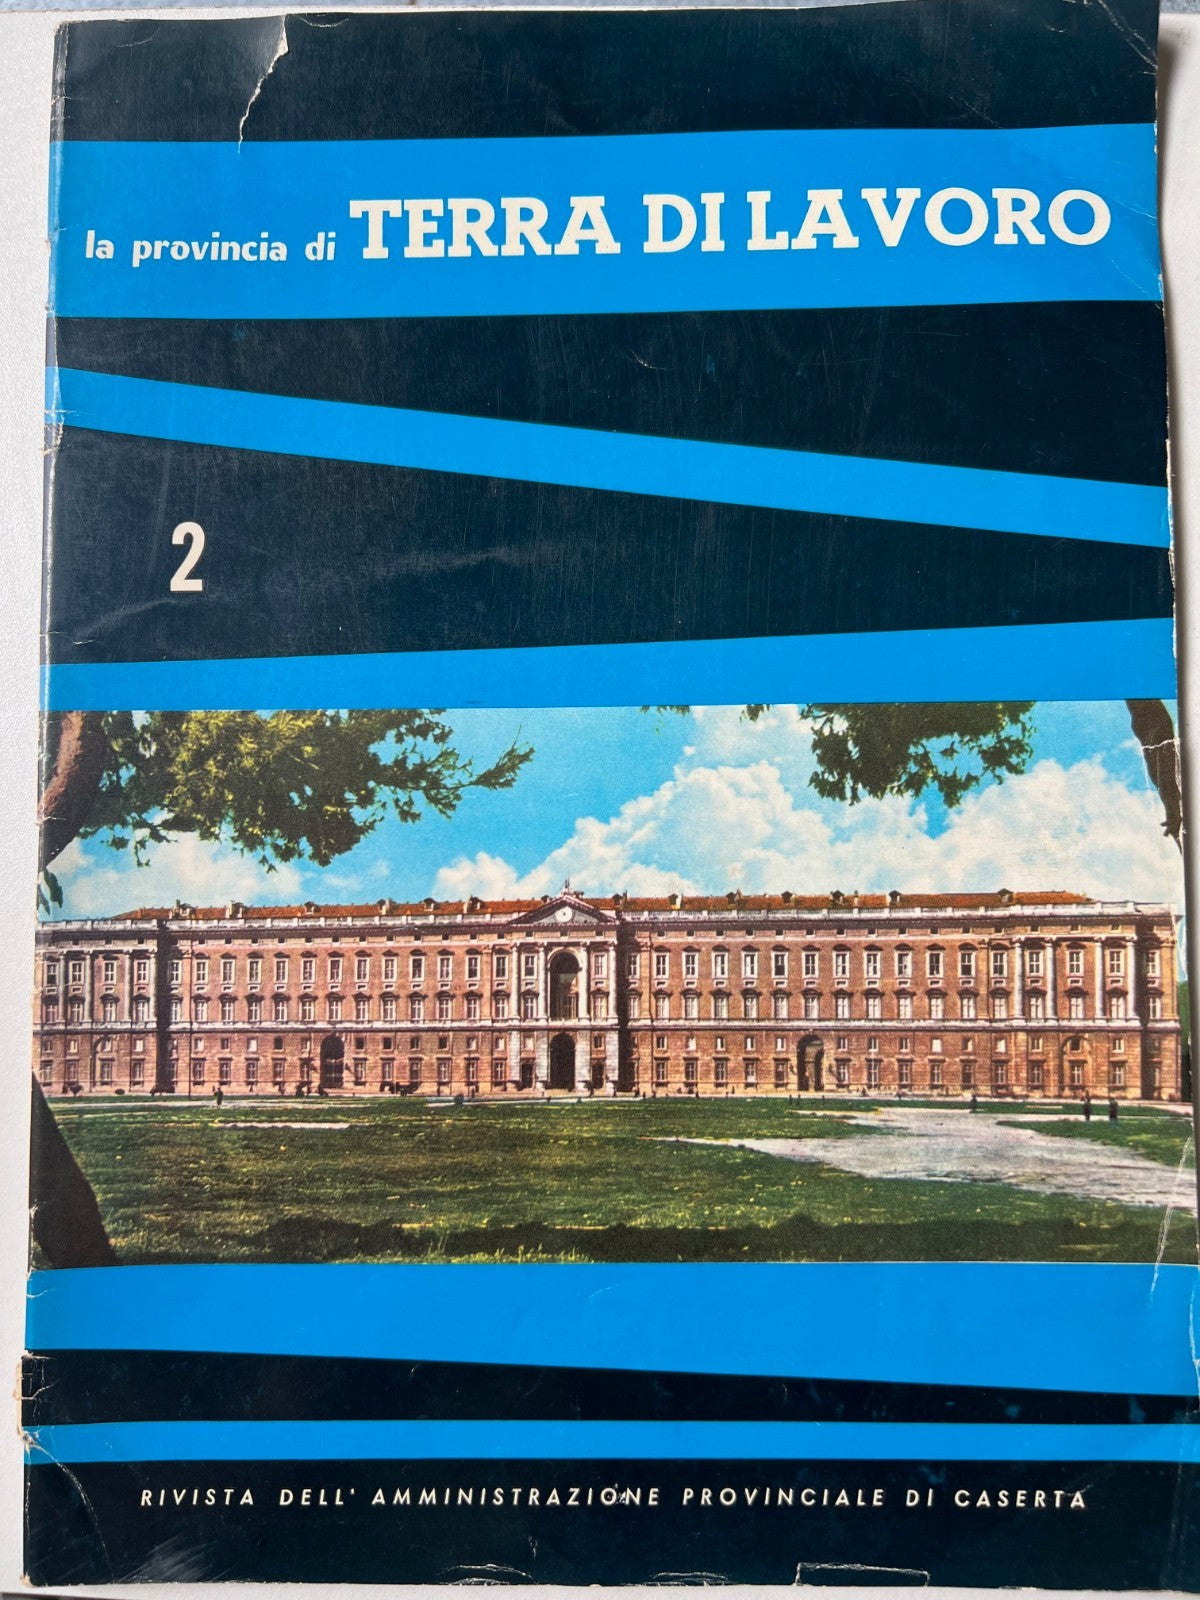 la provincia di TERRA DI LAVORO
2
RIVISTA DELL' AMMINISTRAZIONE PROVINCIALE DI CASERTA